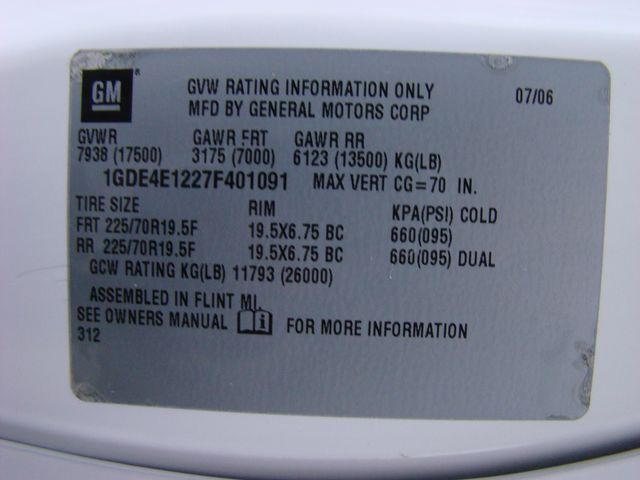 GM ®
GVW RATING INFORMATION ONLY 07/06
MFD BY GENERAL MOTORS CORP
GVWR GAWR FRT GAWR RR
7938 (17500) 3175 (7000) 6123 (13500) KG(LB)
1GDE4E1227F401091 MAX VERT CG=70 IN.
TIRE SIZE RIM KPA(PSI) COLD
FRT 225/70R19.5F 19.5X6.75 BC 660(095)
RR 225/70R19.5F 19.5X6.75 BC 660(095) DUAL
GCW RATING KG(LB) 11793 (26000)
ASSEMBLED IN FLINT MI.
SEE OWNERS MANUAL i FOR MORE INFORMATION
312